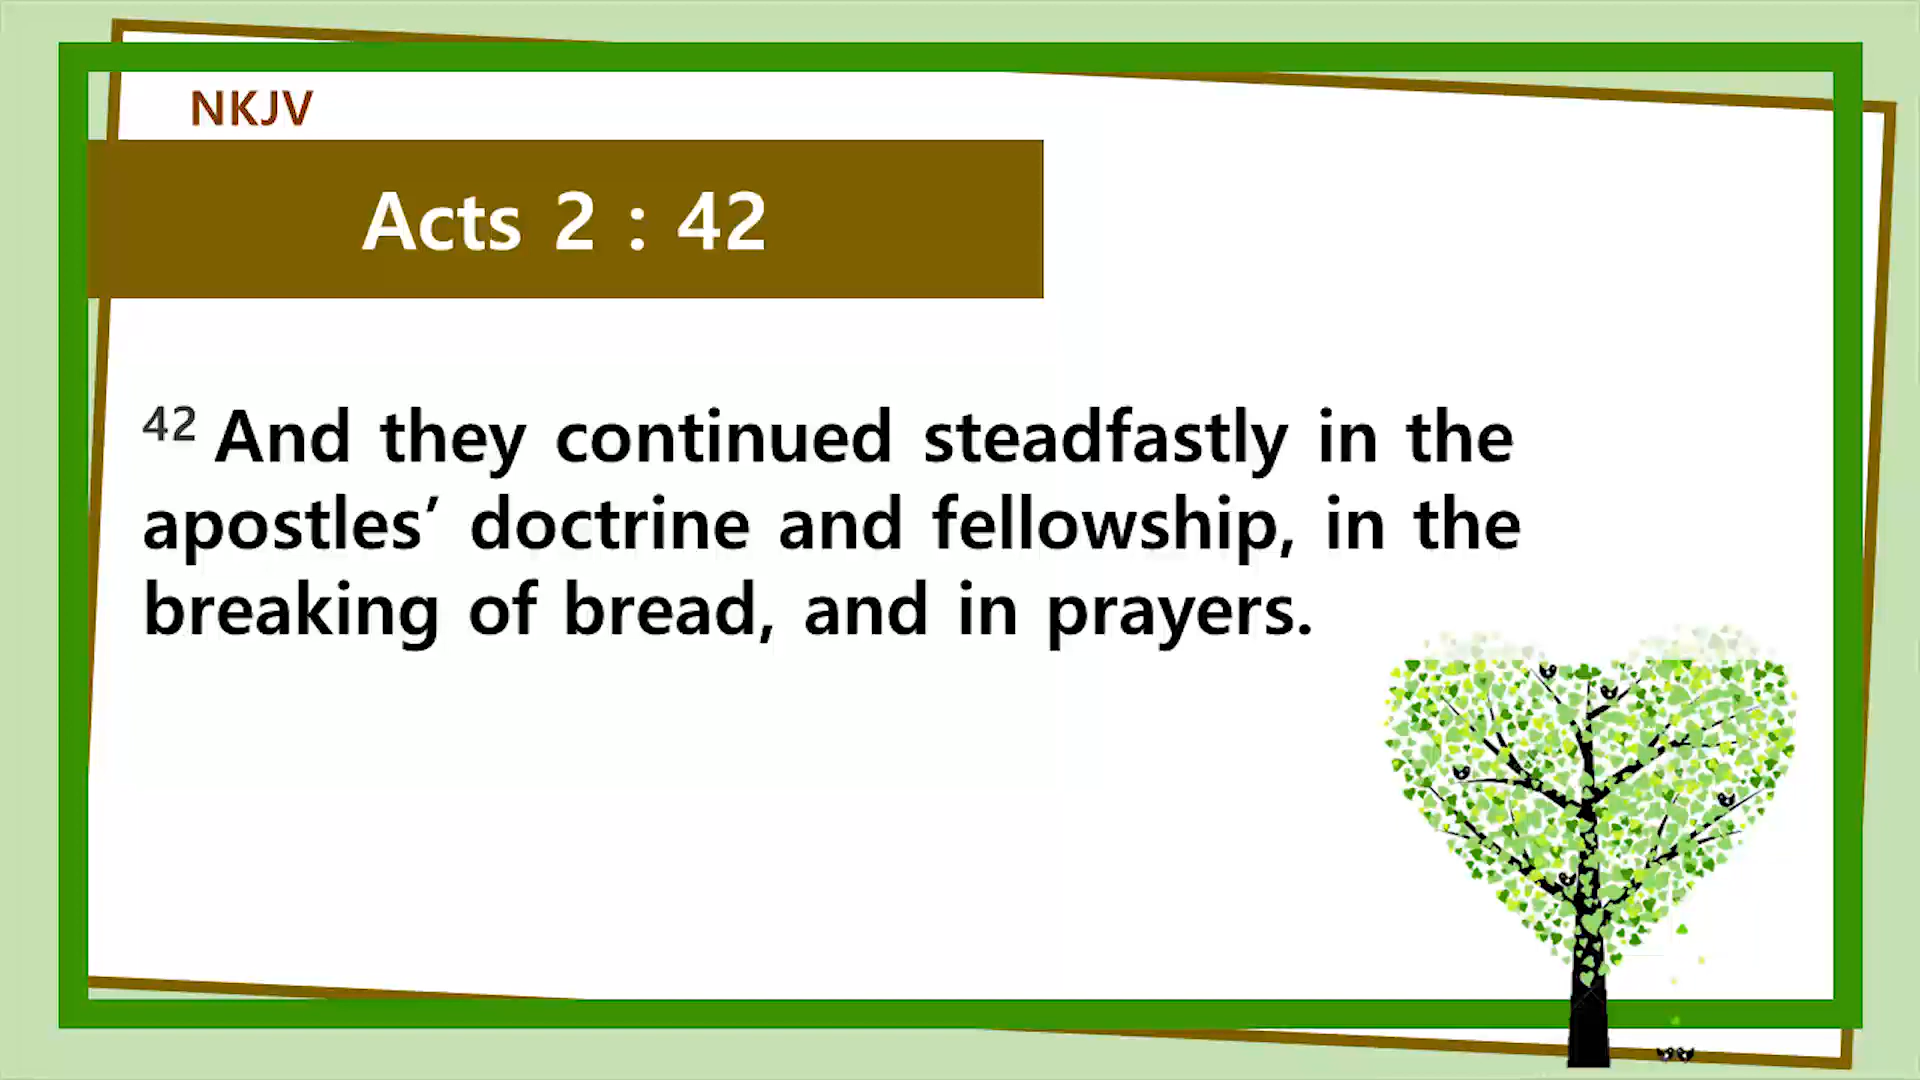 NKJV
Acts 2 : 42
42 And they continued steadfastly in the
apostles’ doctrine and fellowship, in the
breaking of bread, and in prayers.